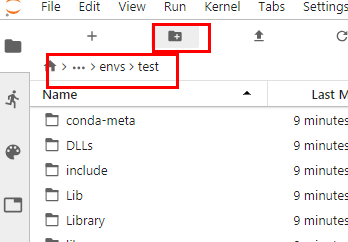 File Edit View Run Kernel Tabs Settings
… envs test
Name Last M
conda-meta 9 minutes
DLLs 9 minutes
include 9 minutes
Lib 9 minutes
Library 9 minutes